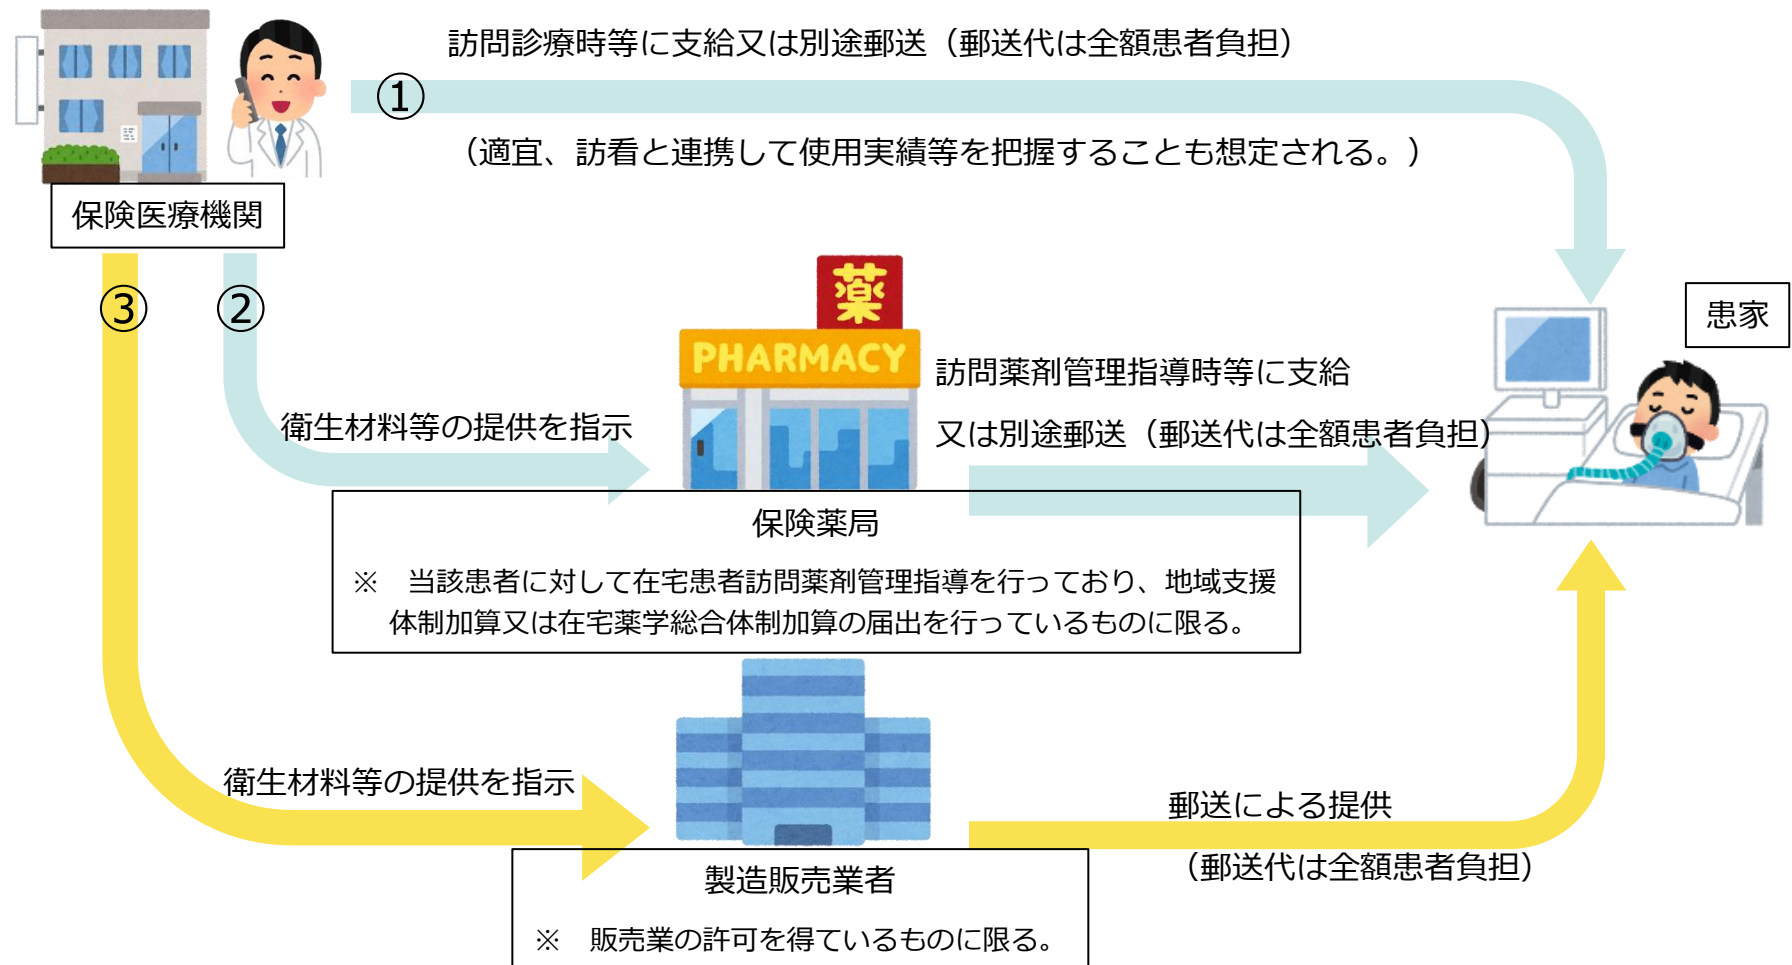 訪問診療時等に支給又は別途郵送（郵送代は全額患者負担）
①
（適宜、訪看と連携して使用実績等を把握することも想定される。）
保険医療機関
③
②
薬
PHARMACY
患家
訪問薬剤管理指導時等に支給
又は別途郵送（郵送代は全額患者負担）
衛生材料等の提供を指示
保険薬局
※　当該患者に対して在宅患者訪問薬剤管理指導を行っており、地域支援
体制加算又は在宅薬学総合体制加算の届出を行っているものに限る。
衛生材料等の提供を指示
郵送による提供
（郵送代は全額患者負担）
製造販売業者
※　販売業の許可を得ているものに限る。